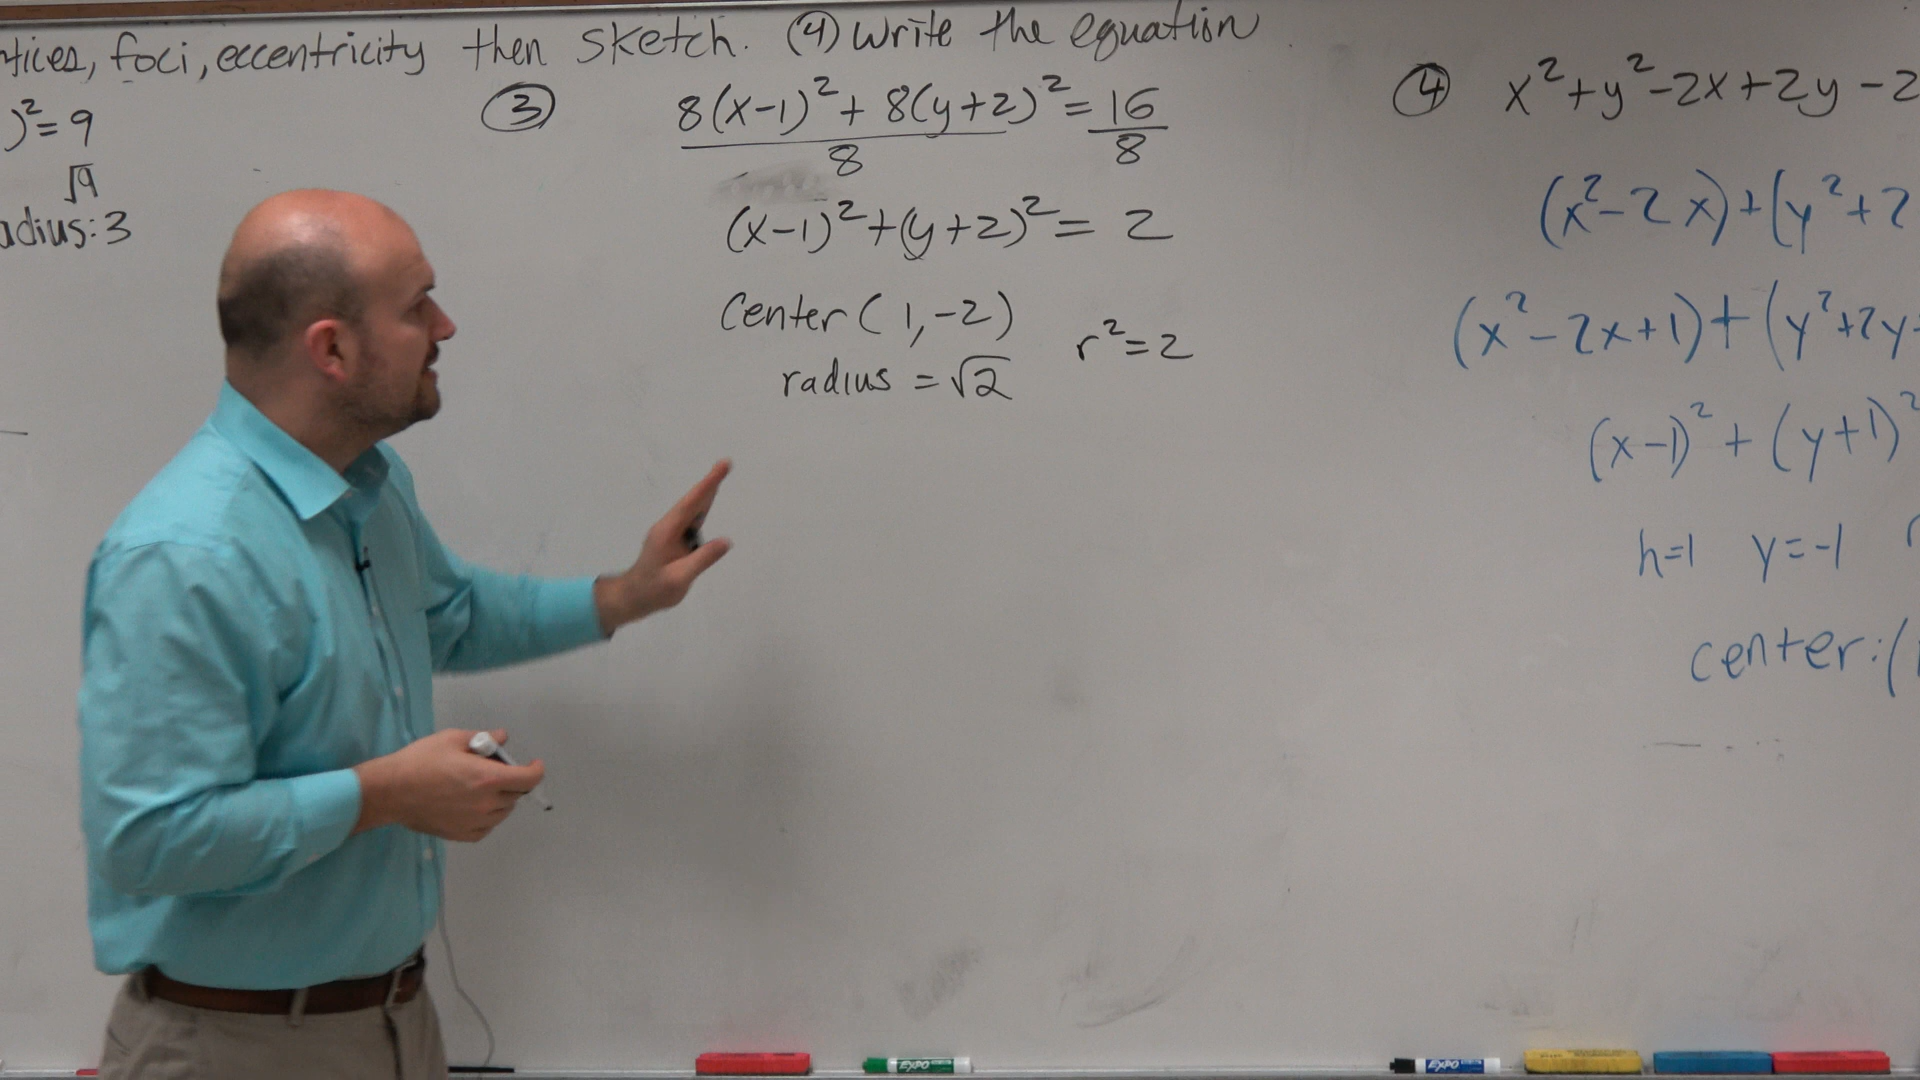 tices, foci, eccentricity then sketch. (4) write the equation
)²=9
√9
adius:3
3
8(x-1)²+8(y+2)²=16
8 8
(x-1)²+(y+2)²=2
Center(1,-2)
r²=2
radius=√2
4 x²+y²-2x+2y-2
(x²-2x)+(y²+2
(x²-2x+1)+(y²+2y+
(x-1)²+(y+1)²
h=1 y=-1
center:(1
EXPO
EXPO